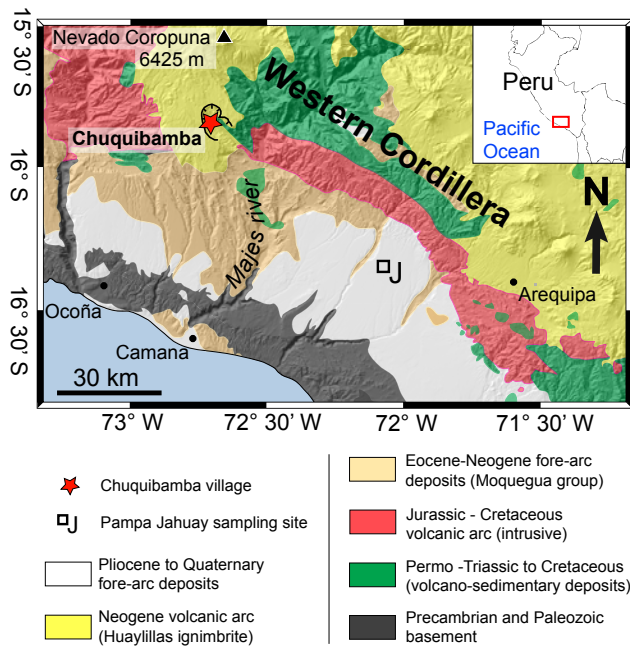 15° 30' S
16° S
16° 30' S
Nevado Coropuna
6425 m
Chuquibamba
Western Cordillera
Majes river
J
Ocoña
Camana
Arequipa
N
Peru
Pacific
Ocean
30 km
73° W
72° 30' W
72° W
71° 30' W
Chuquibamba village
J
Pampa Jahuay sampling site
Pliocene to Quaternary
fore-arc deposits
Neogene volcanic arc
(Huaylillas ignimbrite)
Eocene-Neogene fore-arc
deposits (Moquegua group)
Jurassic - Cretaceous
volcanic arc (intrusive)
Permo -Triassic to Cretaceous
(volcano-sedimentary deposits)
Precambrian and Paleozoic
basement